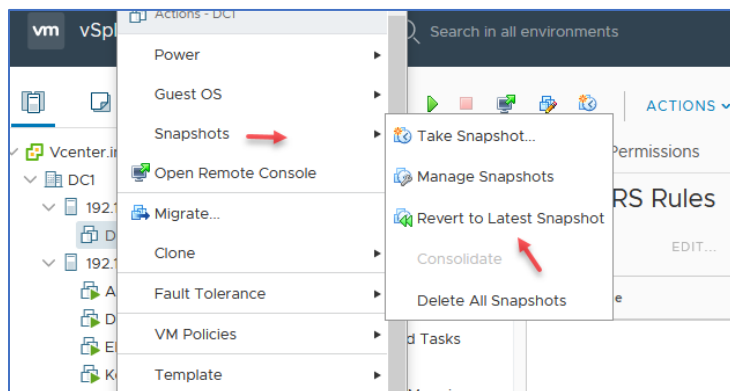 Actions - DC1
vm vSp
Search in all environments
Power
Guest OS
ACTIONS
Snapshots
Take Snapshot...
Permissions
Vcenter.i
Open Remote Console
Manage Snapshots
DC1
Migrate...
Revert to Latest Snapshot
RS Rules
192.1
D
Clone
Consolidate
EDIT...
192.1
Fault Tolerance
Delete All Snapshots
e
A
D
VM Policies
d Tasks
E
K
Template